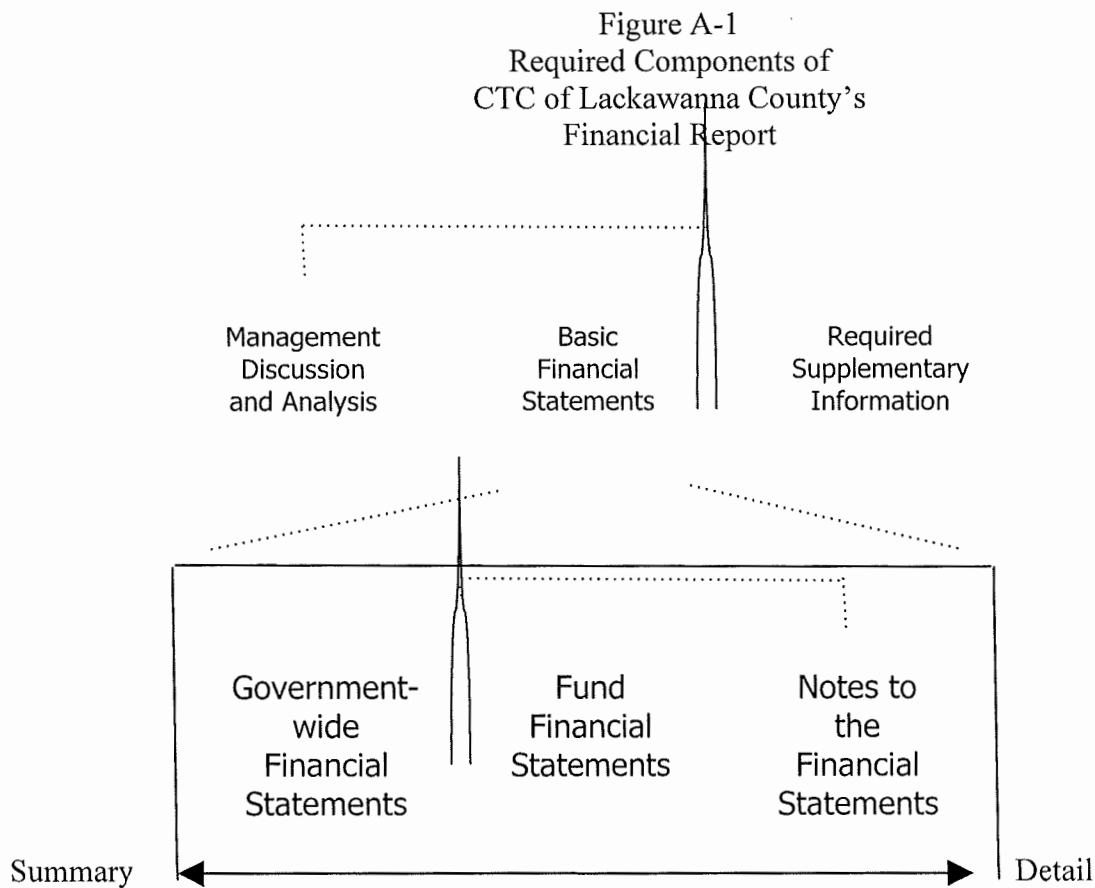 Figure A-1
Required Components of
CTC of Lackawanna County's
Financial Report
Management
Discussion
and Analysis
Basic
Financial
Statements
Required
Supplementary
Information
Government-
wide
Financial
Statements
Fund
Financial
Statements
Notes to
the
Financial
Statements
Summary
Detail